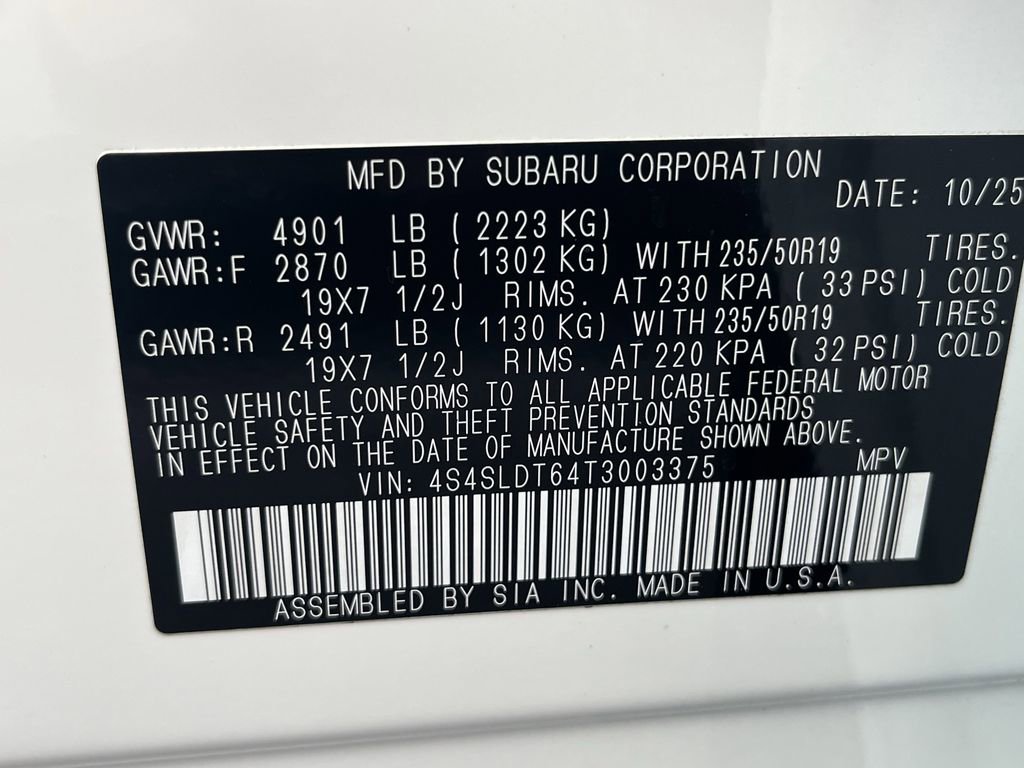 MFD BY SUBARU CORPORATION
DATE: 10/25
GVWR: 4901 LB ( 2223 KG)
GAWR:F 2870 LB ( 1302 KG) WITH 235/50R19 TIRES.
19X7 1/2J RIMS. AT 230 KPA ( 33 PSI) COLD
GAWR:R 2491 LB ( 1130 KG) WITH 235/50R19 TIRES.
19X7 1/2J RIMS. AT 220 KPA ( 32 PSI) COLD
THIS VEHICLE CONFORMS TO ALL APPLICABLE FEDERAL MOTOR
VEHICLE SAFETY AND THEFT PREVENTION STANDARDS
IN EFFECT ON THE DATE OF MANUFACTURE SHOWN ABOVE.
VIN: 4S4SLDT64T3003375 MPV
ASSEMBLED BY SIA INC. MADE IN U.S.A.